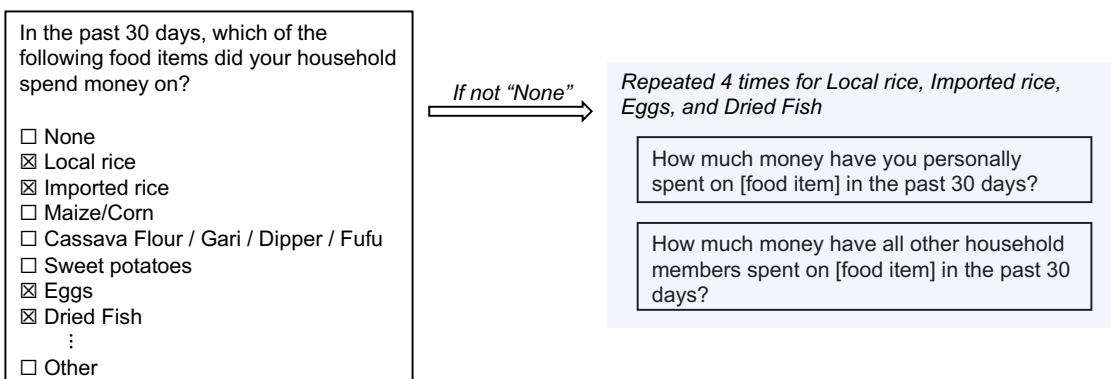 In the past 30 days, which of the
following food items did your household
spend money on?
☐ None
☒ Local rice
☒ Imported rice
☐ Maize/Corn
☐ Cassava Flour / Gari / Dipper / Fufu
☐ Sweet potatoes
☒ Eggs
☒ Dried Fish
⋮
☐ Other
If not “None”
Repeated 4 times for Local rice, Imported rice,
Eggs, and Dried Fish
How much money have you personally
spent on [food item] in the past 30 days?
How much money have all other household
members spent on [food item] in the past 30
days?